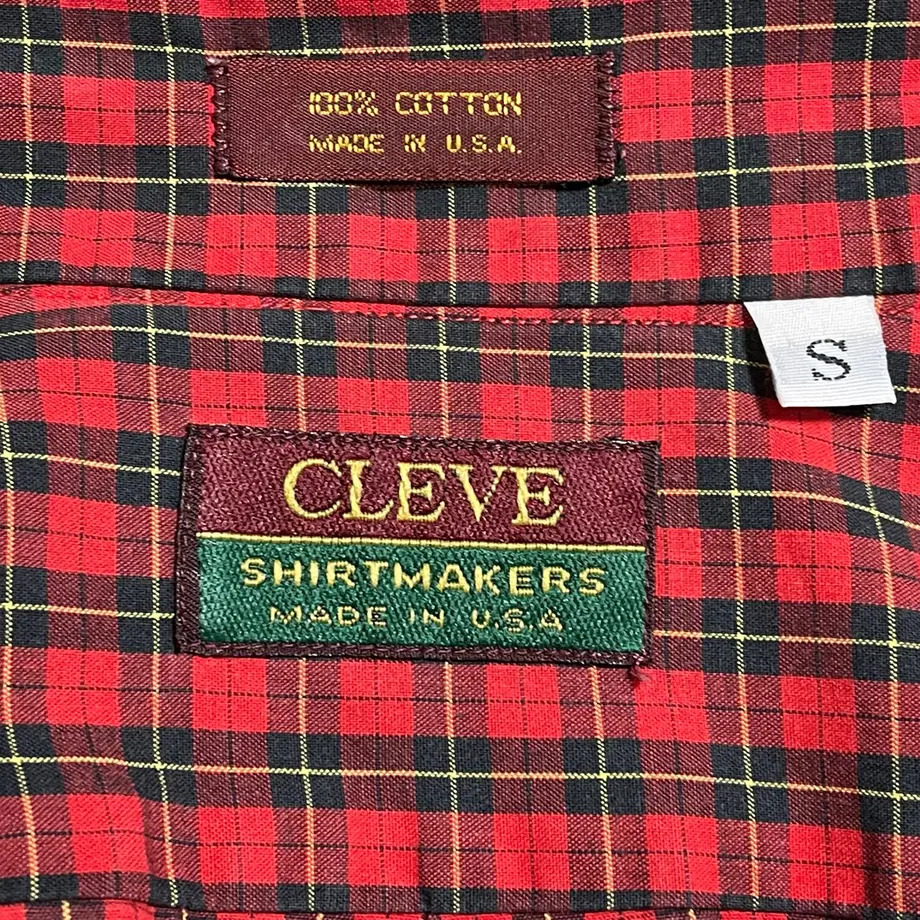 100% COTTON
MADE IN U.S.A.
S
CLEVE
SHIRTMAKERS
MADE IN U.S.A